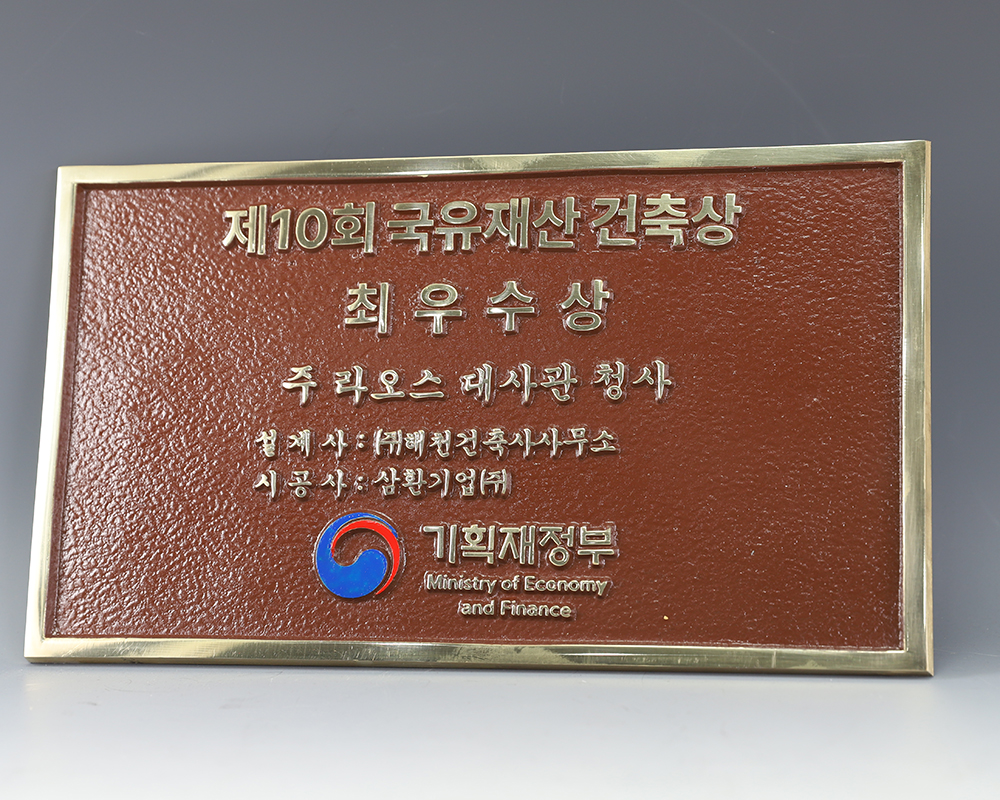 제10회 국유재산 건축상
최우수상
주 라오스 대사관 청사
설계사 : (주)해천건축사사무소
시공사 : 삼환기업(주)
기획재정부
Ministry of Economy
and Finance